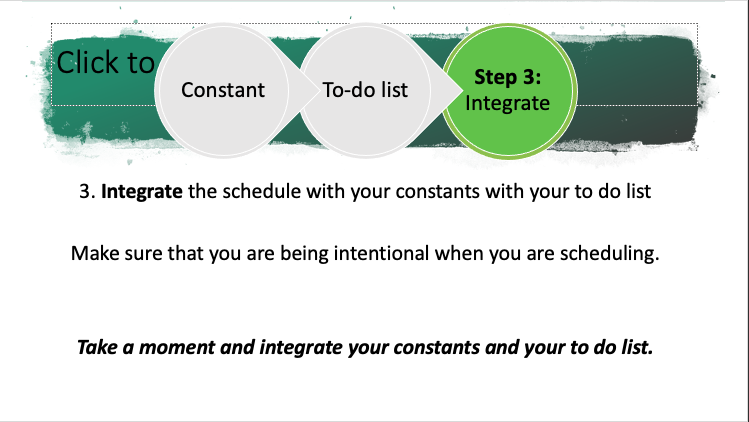 Click to
Constant
To-do list
Step 3:
Integrate
3. Integrate the schedule with your constants with your to do list
Make sure that you are being intentional when you are scheduling.
Take a moment and integrate your constants and your to do list.